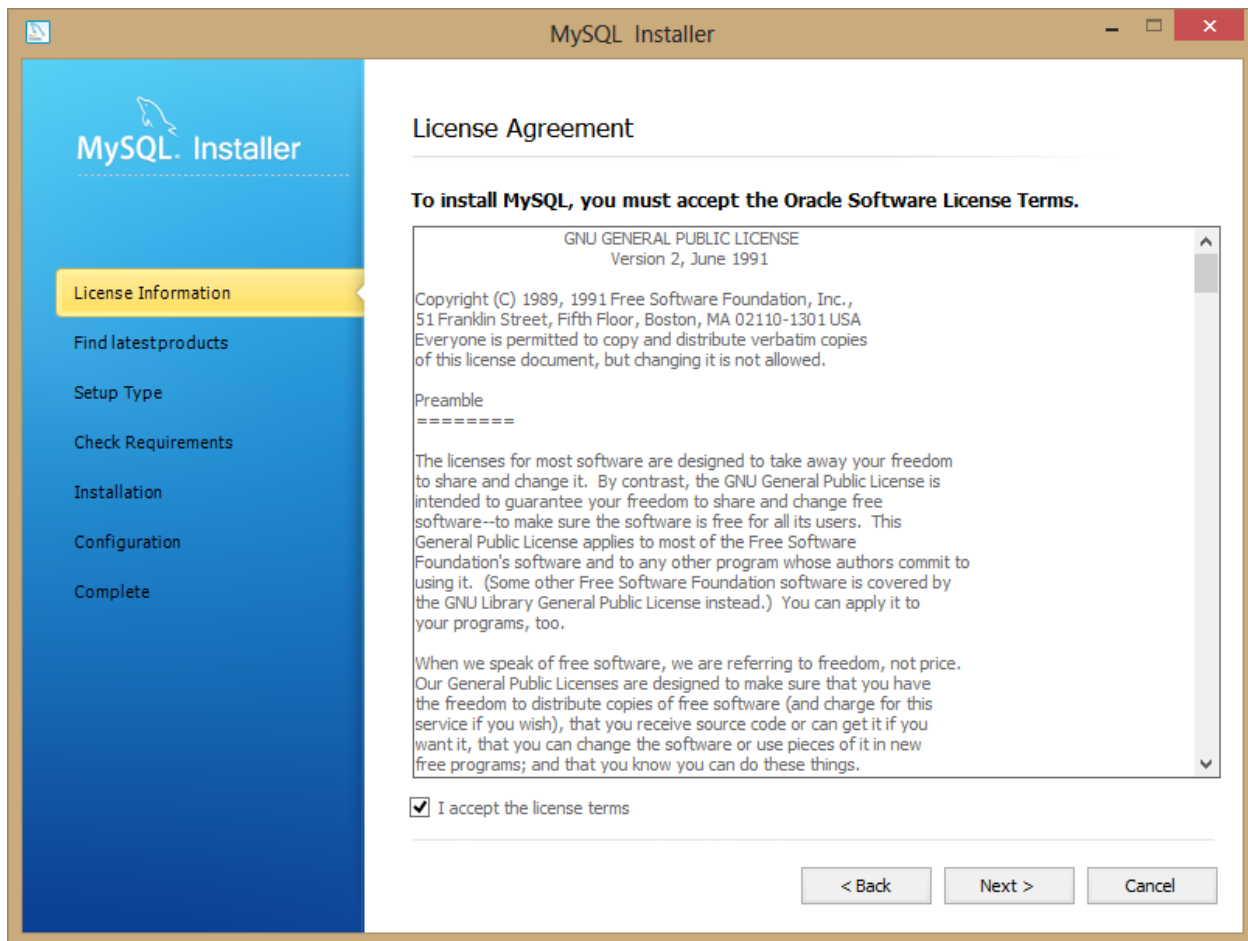 MySQL Installer
MySQL. Installer
License Information
Find latest products
Setup Type
Check Requirements
Installation
Configuration
Complete
License Agreement
To install MySQL, you must accept the Oracle Software License Terms.
GNU GENERAL PUBLIC LICENSE
Version 2, June 1991
Copyright (C) 1989, 1991 Free Software Foundation, Inc.,
51 Franklin Street, Fifth Floor, Boston, MA 02110-1301 USA
Everyone is permitted to copy and distribute verbatim copies
of this license document, but changing it is not allowed.
Preamble
========
The licenses for most software are designed to take away your freedom
to share and change it. By contrast, the GNU General Public License is
intended to guarantee your freedom to share and change free
software--to make sure the software is free for all its users. This
General Public License applies to most of the Free Software
Foundation's software and to any other program whose authors commit to
using it. (Some other Free Software Foundation software is covered by
the GNU Library General Public License instead.) You can apply it to
your programs, too.
When we speak of free software, we are referring to freedom, not price.
Our General Public Licenses are designed to make sure that you have
the freedom to distribute copies of free software (and charge for this
service if you wish), that you receive source code or can get it if you
want it, that you can change the software or use pieces of it in new
free programs; and that you know you can do these things.
I accept the license terms
< Back
Next >
Cancel